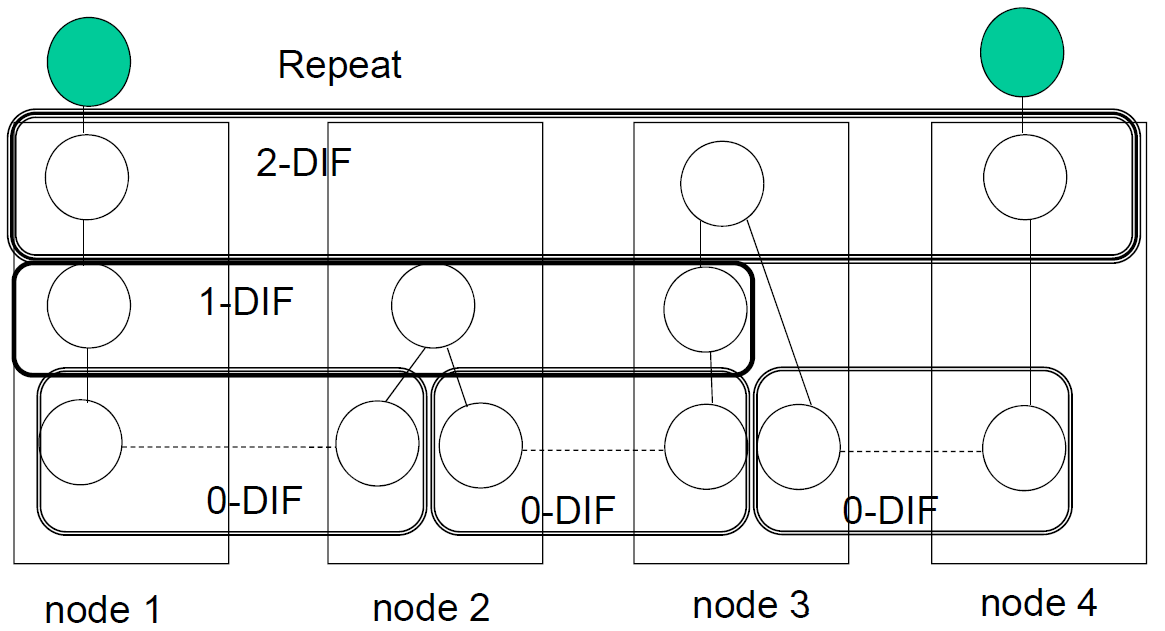 Repeat
2-DIF
1-DIF
0-DIF
0-DIF
0-DIF
node 1
node 2
node 3
node 4